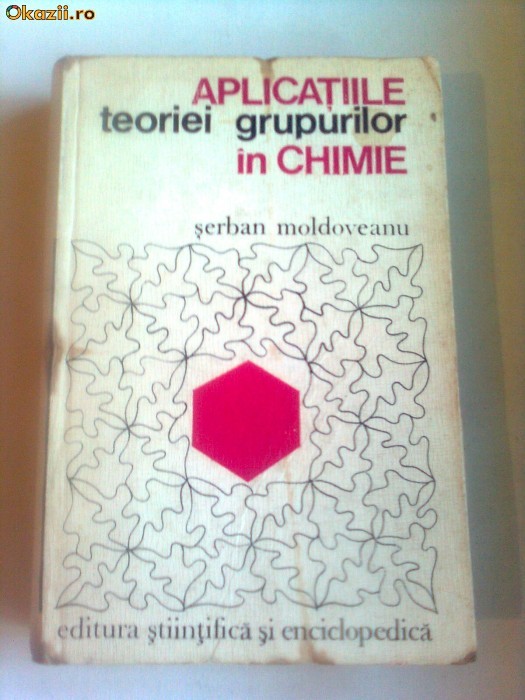 Okazii.ro
APLICAȚIILE
teoriei grupurilor
în CHIMIE
șerban moldoveanu
editura științifică și enciclopedică